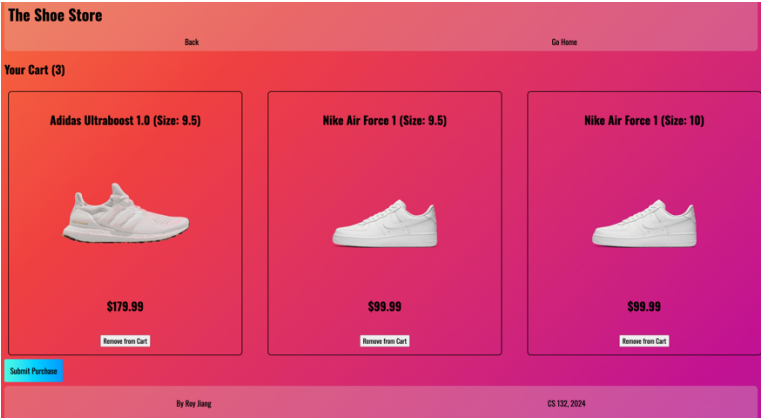 The Shoe Store
Back Go Home
Your Cart (3)
Adidas Ultraboost 1.0 (Size: 9.5)
$179.99
Remove from Cart
Nike Air Force 1 (Size: 9.5)
$99.99
Remove from Cart
Nike Air Force 1 (Size: 10)
$99.99
Remove from Cart
Submit Purchase
By Roy Jiang CS 132, 2024